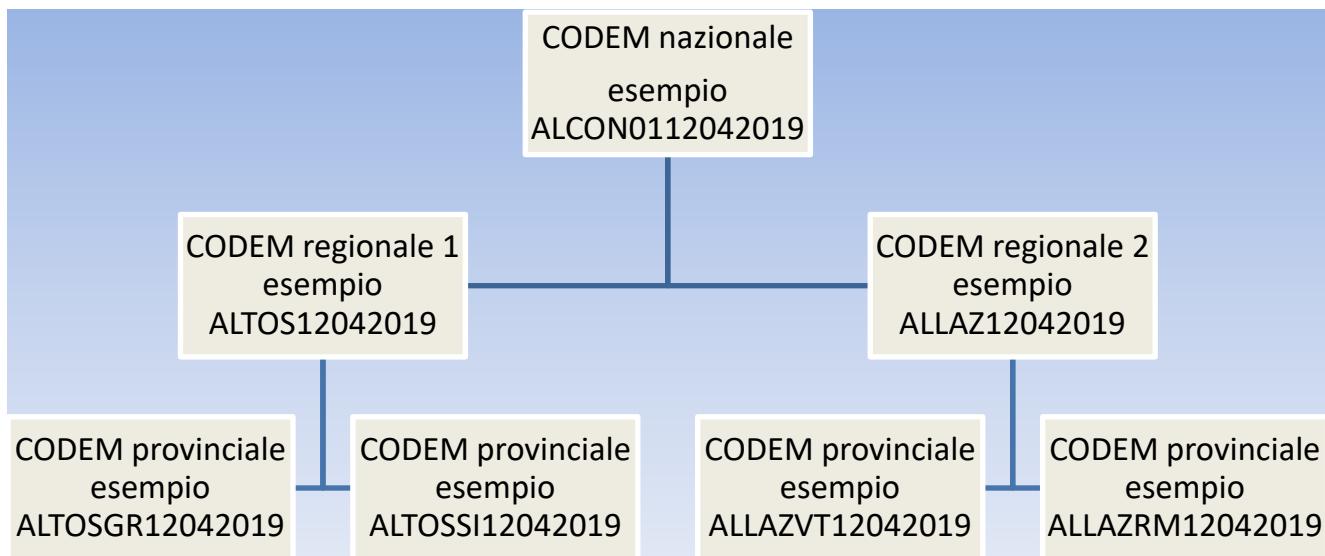 CODEM nazionale
esempio
ALCON0112042019
CODEM regionale 1
esempio
ALTOS12042019
CODEM regionale 2
esempio
ALLAZ12042019
CODEM provinciale
esempio
ALTOSGR12042019
CODEM provinciale
esempio
ALTOSSI12042019
CODEM provinciale
esempio
ALLAZVT12042019
CODEM provinciale
esempio
ALLAZRM12042019